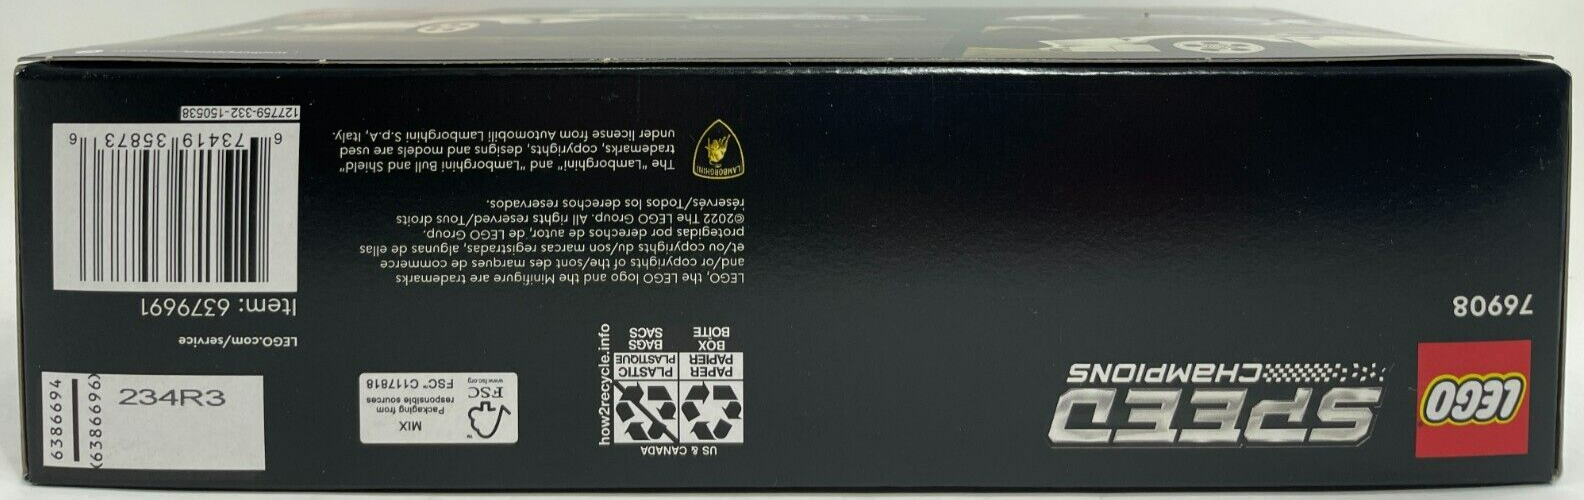 LEGO
SPEED
CHAMPIONS
76908
US & CANADA
how2recycle.info
PAPER
PAPIER
BOX
BOÎTE
PLASTIC
PLASTIQUE
BAGS
SACS
LEGO, the LEGO logo and the Minifigure are trademarks
and/or copyrights of the/sont des marques de commerce
et/ou copyrights du/son marcas registradas, algunas de ellas
protegidas por derechos de autor, de LEGO Group.
©2022 The LEGO Group. All rights reserved/Tous droits
réservés/Todos los derechos reservados.
LAMBORGHINI
The "Lamborghini" and "Lamborghini Bull and Shield"
trademarks, copyrights, designs and models are used
under license from Automobili Lamborghini S.p.A, Italy.
FSC
www.fsc.org
MIX
Packaging from
responsible sources
FSC™ C117818
234R3
6386694
(6386696)
LEGO.com/service
Item: 6379691
6 73419 35873 6
127759-332-150538